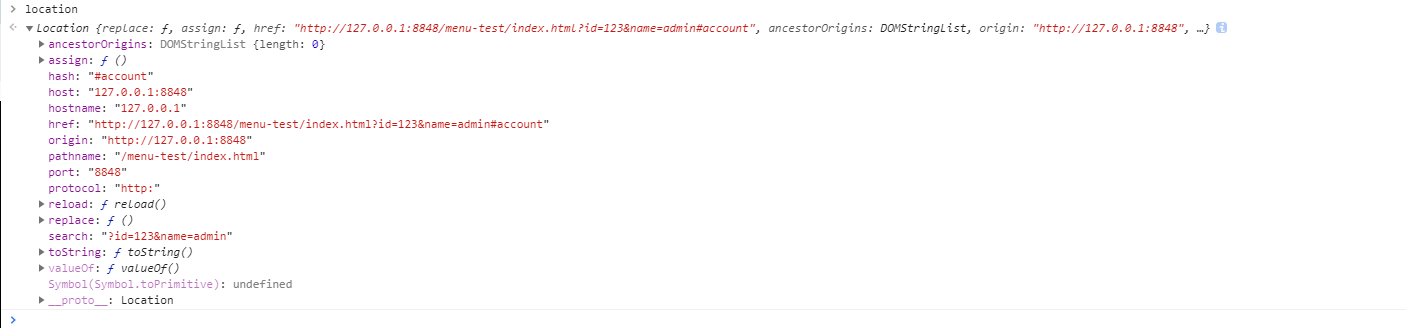 > location
Location {replace: ƒ, assign: ƒ, href: "http://127.0.0.1:8848/menu-test/index.html?id=123&name=admin#account", ancestorOrigins: DOMStringList, origin: "http://127.0.0.1:8848", …} i
ancestorOrigins: DOMStringList {length: 0}
assign: ƒ ()
hash: "#account"
host: "127.0.0.1:8848"
hostname: "127.0.0.1"
href: "http://127.0.0.1:8848/menu-test/index.html?id=123&name=admin#account"
origin: "http://127.0.0.1:8848"
pathname: "/menu-test/index.html"
port: "8848"
protocol: "http:"
reload: ƒ reload()
replace: ƒ ()
search: "?id=123&name=admin"
toString: ƒ toString()
valueOf: ƒ valueOf()
Symbol(Symbol.toPrimitive): undefined
__proto__: Location
>